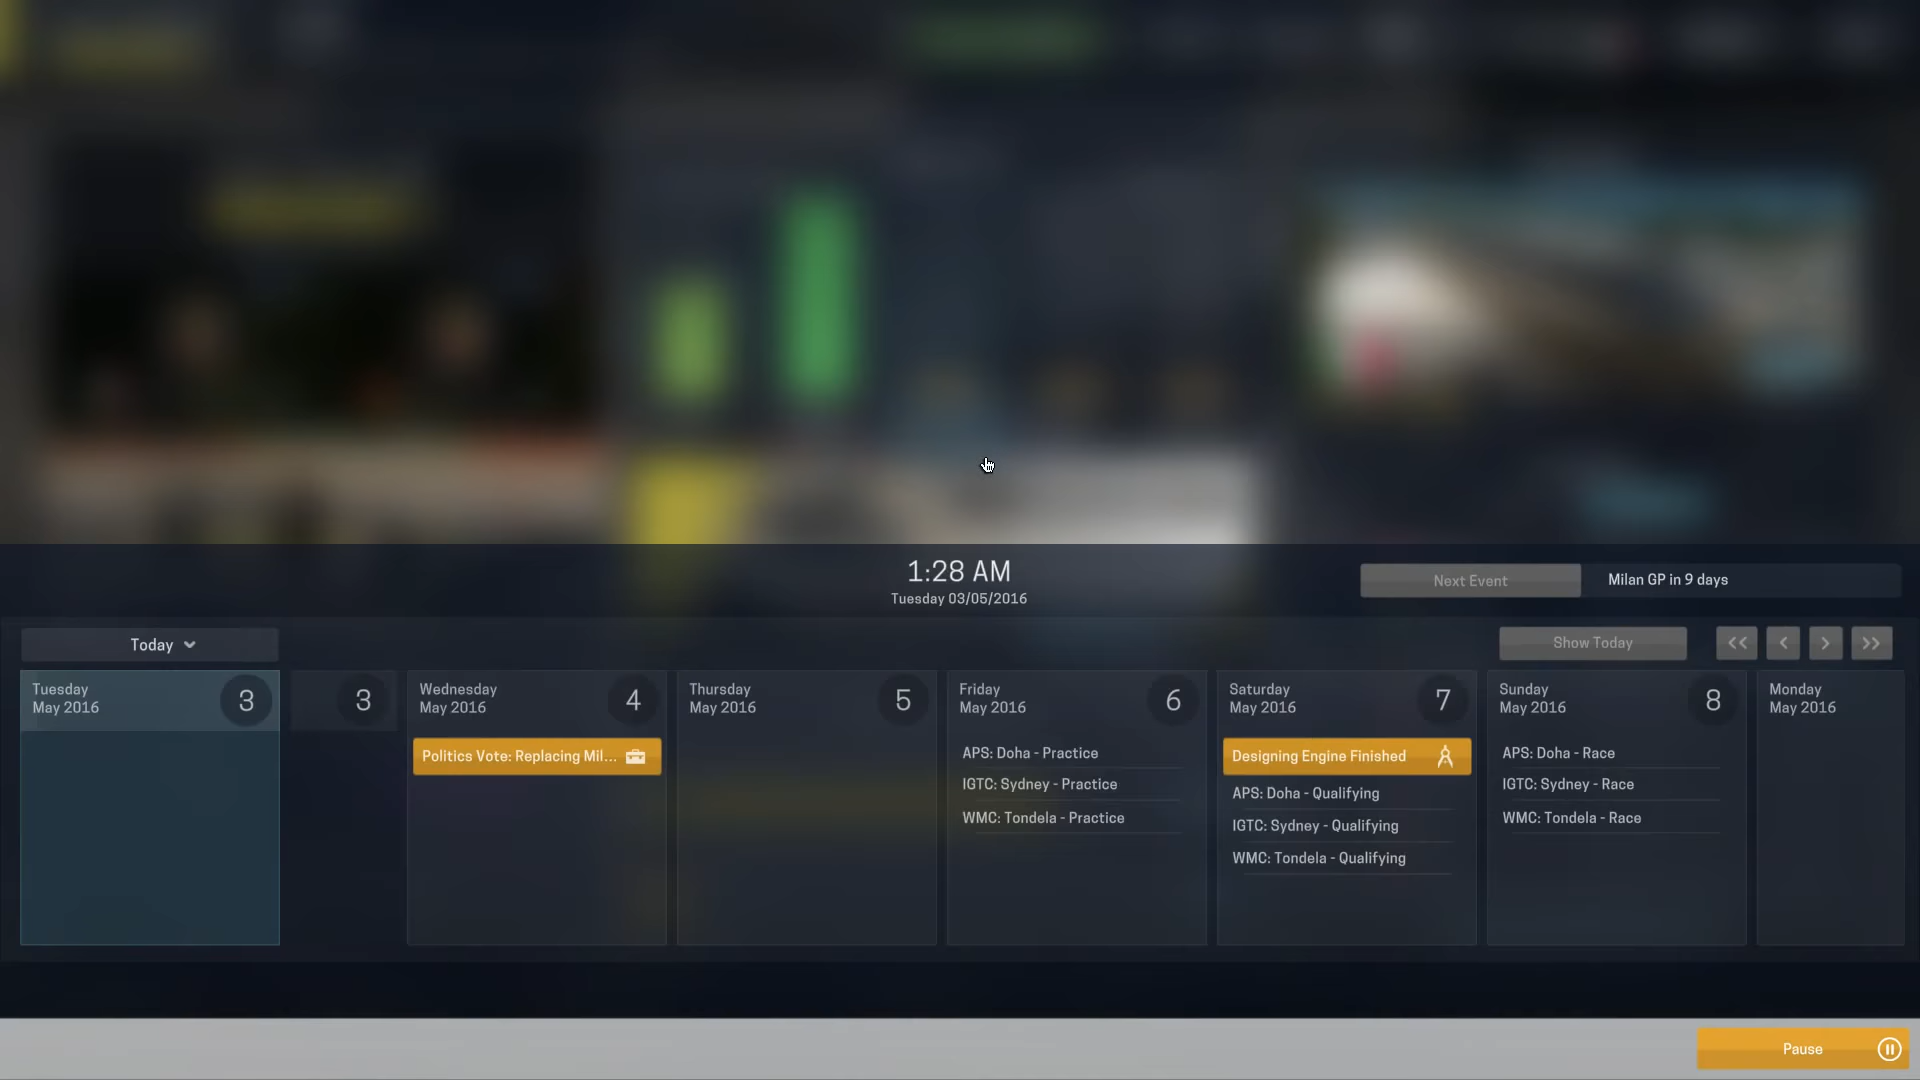 1:28 AM
Tuesday 03/05/2016
Next Event
Milan GP in 9 days
Today
Show Today
Tuesday
May 2016
3
3
Wednesday
May 2016
4
Politics Vote: Replacing Mil...
Thursday
May 2016
5
Friday
May 2016
6
APS: Doha - Practice
IGTC: Sydney - Practice
WMC: Tondela - Practice
Saturday
May 2016
7
Designing Engine Finished
APS: Doha - Qualifying
IGTC: Sydney - Qualifying
WMC: Tondela - Qualifying
Sunday
May 2016
8
APS: Doha - Race
IGTC: Sydney - Race
WMC: Tondela - Race
Monday
May 2016
Pause